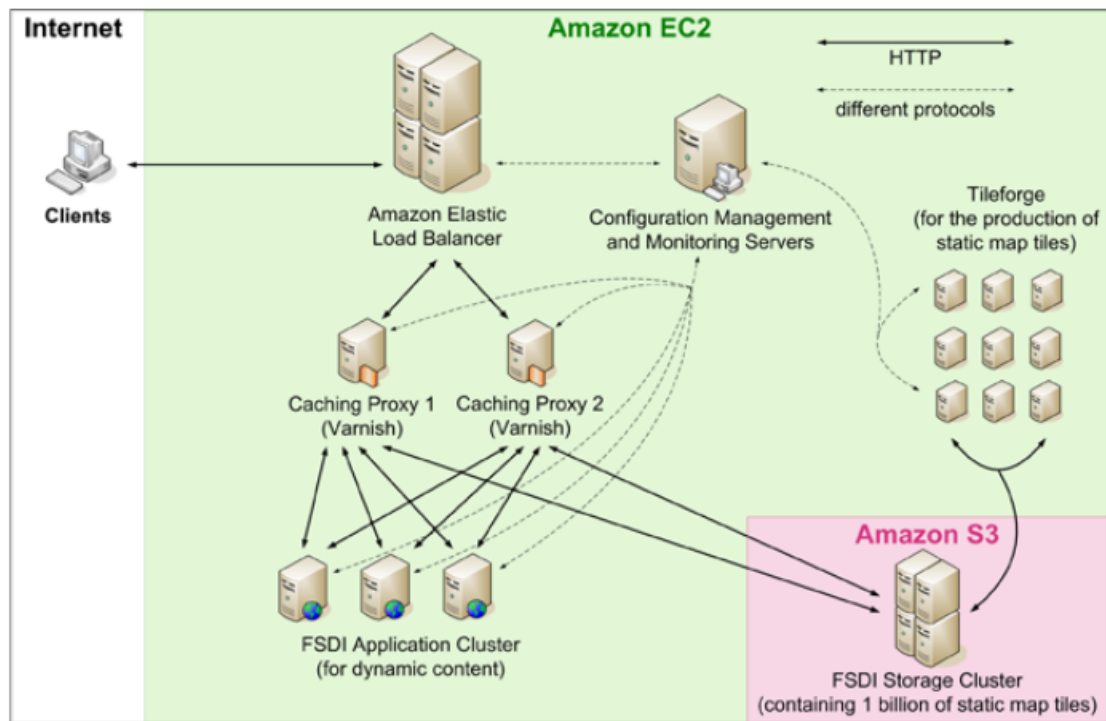 Internet
Amazon EC2
HTTP
different protocols
Clients
Amazon Elastic
Load Balancer
Configuration Management
and Monitoring Servers
Tileforge
(for the production of
static map tiles)
Caching Proxy 1
(Varnish)
Caching Proxy 2
(Varnish)
Amazon S3
FSDI Application Cluster
(for dynamic content)
FSDI Storage Cluster
(containing 1 billion of static map tiles)